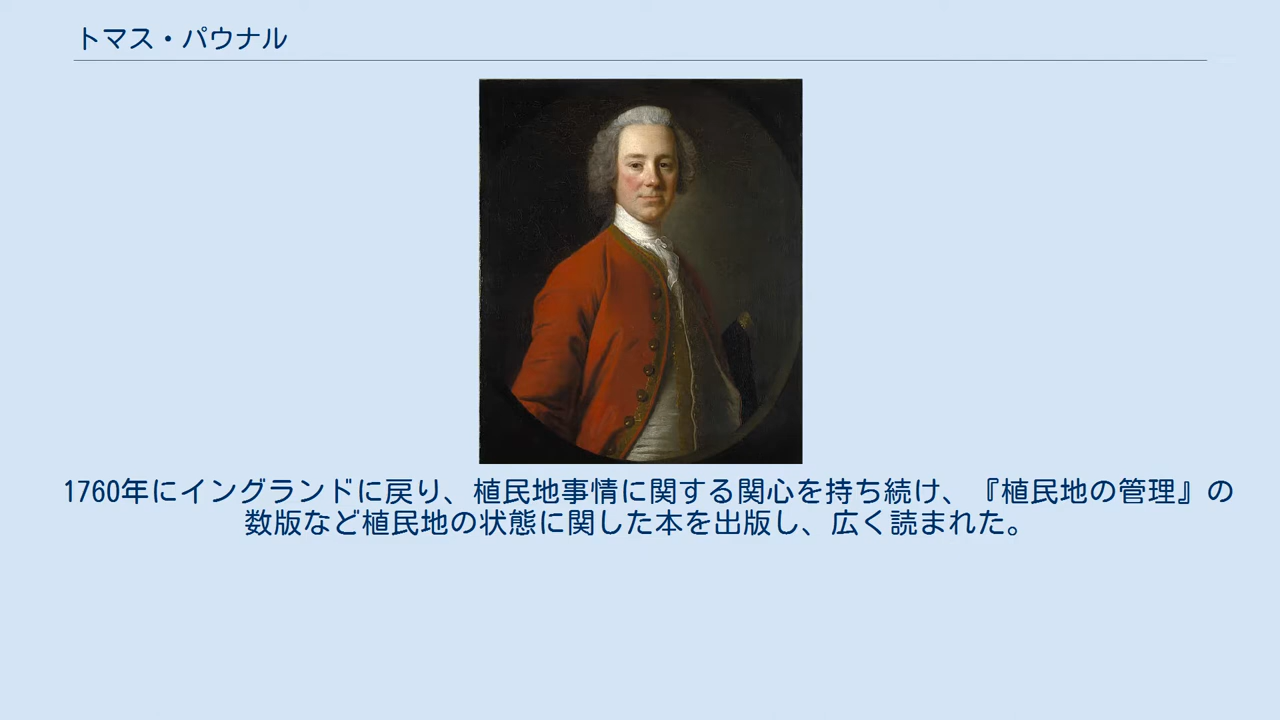 トマス・パウナル
1760年にイングランドに戻り、植民地事情に関する関心を持ち続け、『植民地の管理』の
数版など植民地の状態に関した本を出版し、広く読まれた。